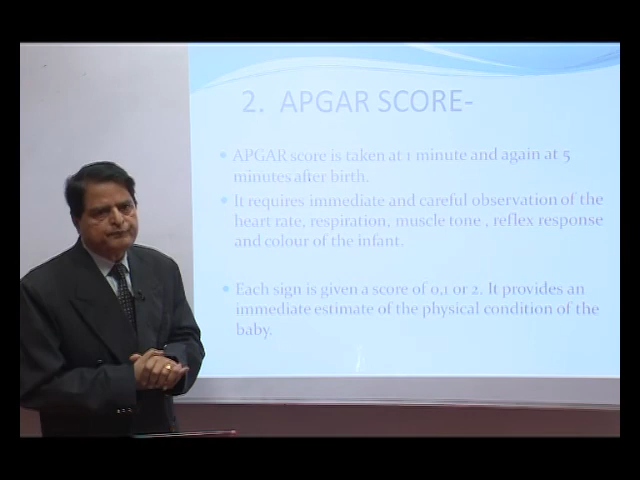 2. APGAR SCORE-
• APGAR score is taken at 1 minute and again at 5
minutes after birth.
• It requires immediate and careful observation of the
heart rate, respiration, muscle tone , reflex response
and colour of the infant.
• Each sign is given a score of 0,1 or 2. It provides an
immediate estimate of the physical condition of the
baby.